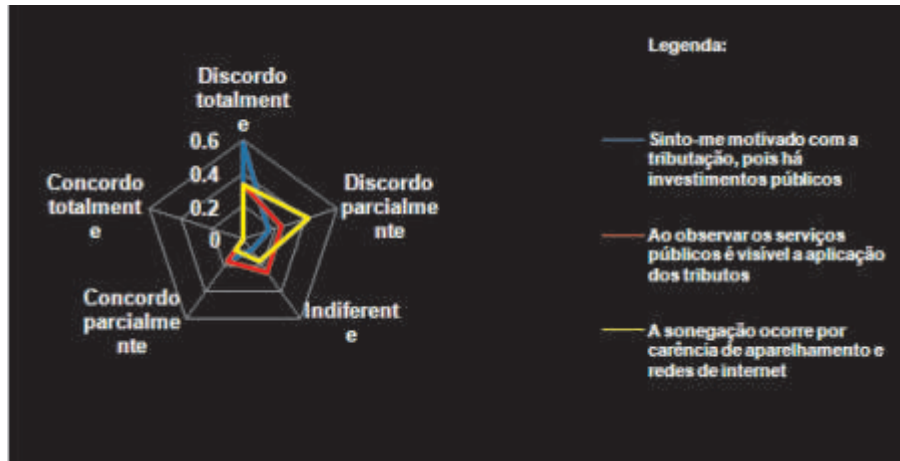 Legenda:
Discordo
totalment
e
0.6
0.4
0.2
0
Concordo
totalment
e
Discordo
parcialme
nte
Concordo
parcialme
nte
Indiferent
e
Sinto-me motivado com a
tributação, pois há
investimentos públicos
Ao observar os serviços
públicos é visível a aplicação
dos tributos
A sonegação ocorre por
carência de aparelhamento e
redes de internet